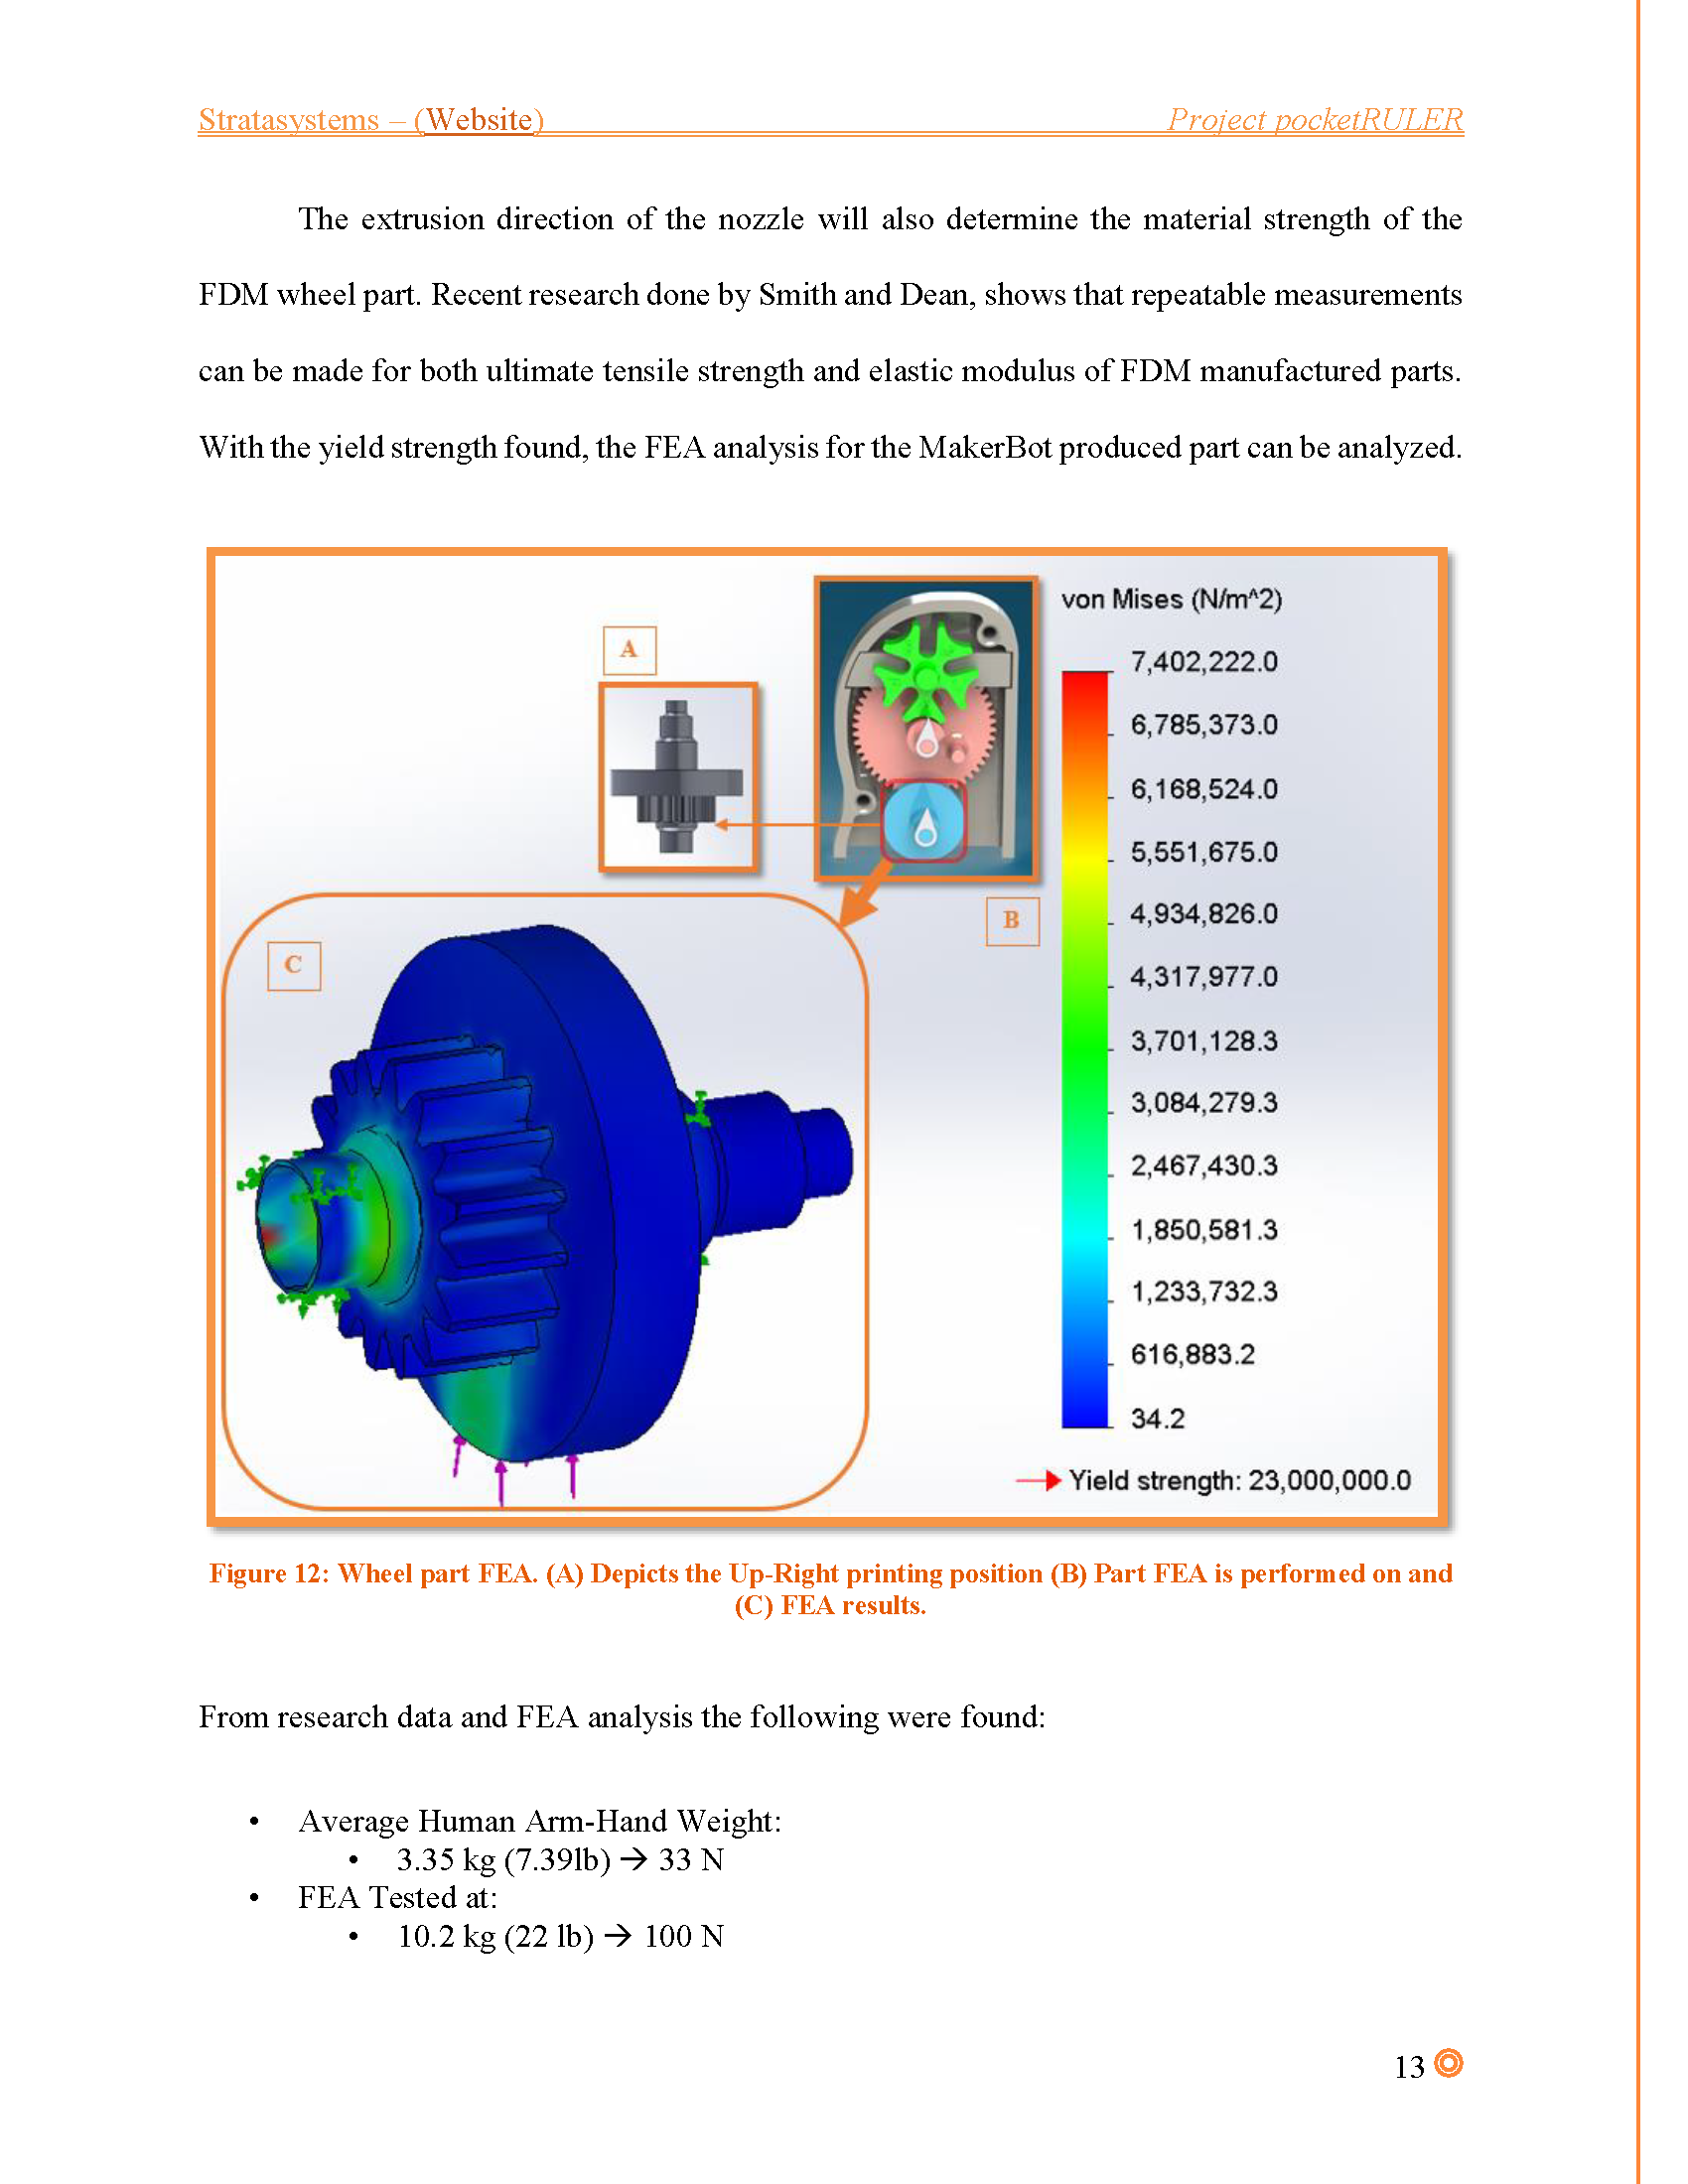 Stratasystems – (Website) Project pocketRULER
The extrusion direction of the nozzle will also determine the material strength of the
FDM wheel part. Recent research done by Smith and Dean, shows that repeatable measurements
can be made for both ultimate tensile strength and elastic modulus of FDM manufactured parts.
With the yield strength found, the FEA analysis for the MakerBot produced part can be analyzed.
A
B
C
von Mises (N/m^2)
7,402,222.0
6,785,373.0
6,168,524.0
5,551,675.0
4,934,826.0
4,317,977.0
3,701,128.3
3,084,279.3
2,467,430.3
1,850,581.3
1,233,732.3
616,883.2
34.2
Yield strength: 23,000,000.0
Figure 12: Wheel part FEA. (A) Depicts the Up-Right printing position (B) Part FEA is performed on and
(C) FEA results.
From research data and FEA analysis the following were found:
• Average Human Arm-Hand Weight:
• 3.35 kg (7.39lb) → 33 N
• FEA Tested at:
• 10.2 kg (22 lb) → 100 N
13